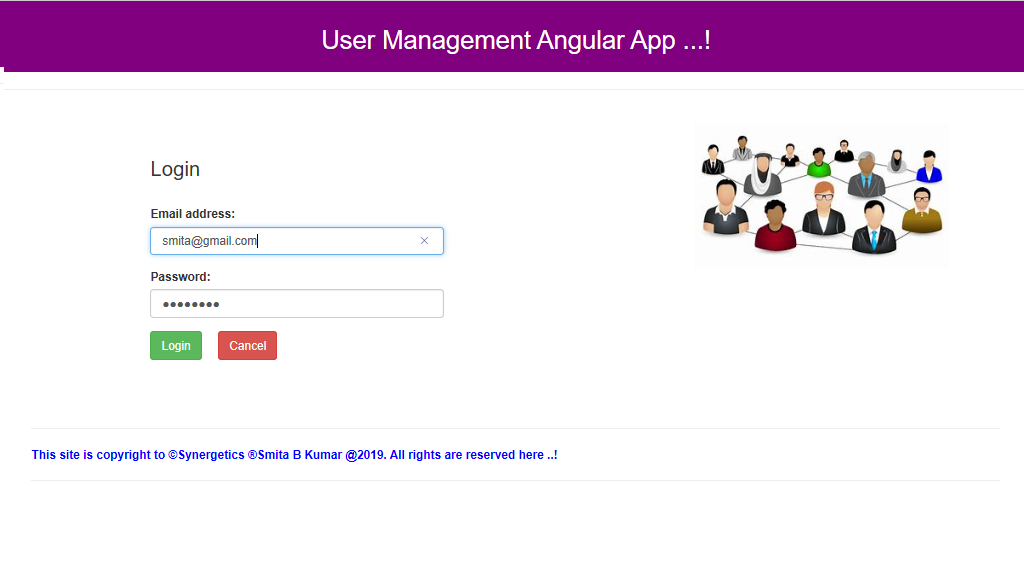 User Management Angular App ...!
Login
Email address:
smita@gmail.com
Password:
••••••••
Login Cancel
This site is copyright to ©Synergetics ®Smita B Kumar @2019. All rights are reserved here ..!